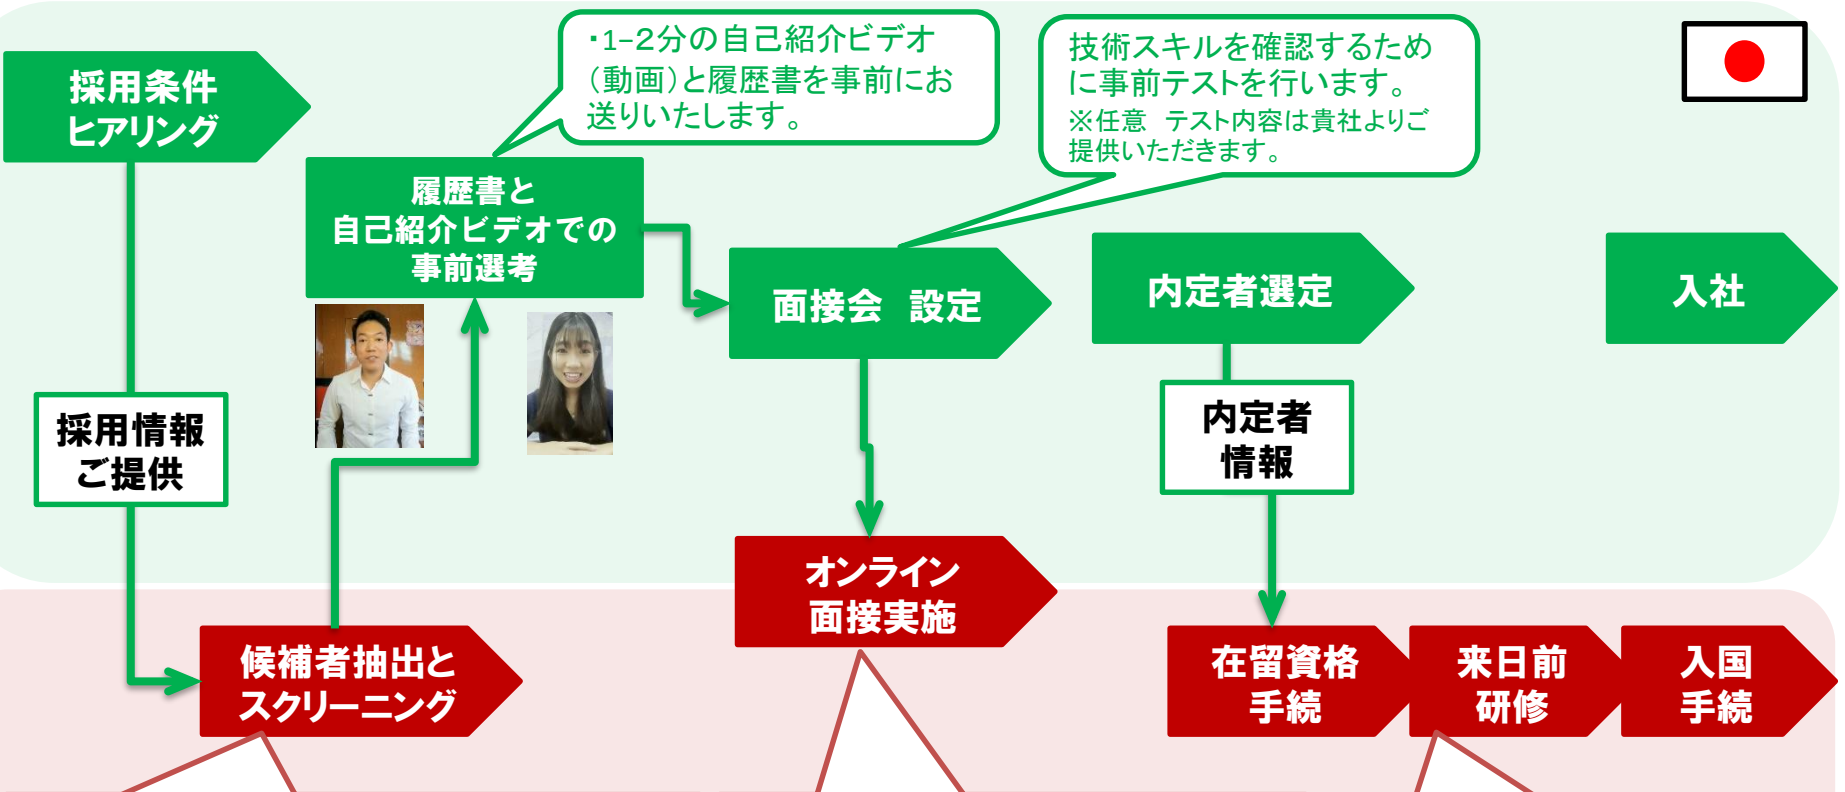 採用条件
ヒアリング
・1–2分の自己紹介ビデオ
(動画)と履歴書を事前にお
送りいたします。
技術スキルを確認するため
に事前テストを行います。
※任意　テスト内容は貴社よりご
提供いただきます。
履歴書と
自己紹介ビデオでの
事前選考
面接会　設定
内定者選定
入社
採用情報
ご提供
内定者
情報
オンライン
面接実施
候補者抽出と
スクリーニング
在留資格
手続
来日前
研修
入国
手続